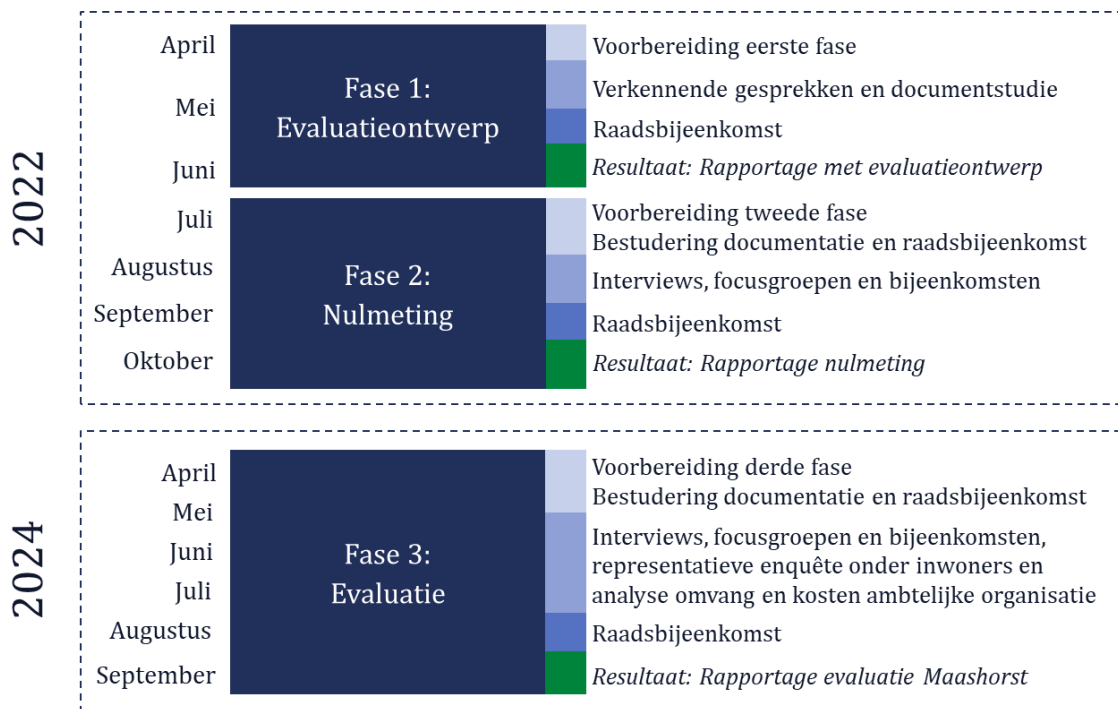 2022
April
Mei
Juni
Fase 1:
Evaluatieontwerp
Voorbereiding eerste fase
Verkennende gesprekken en documentstudie
Raadsbijeenkomst
Resultaat: Rapportage met evaluatieontwerp
Juli
Augustus
September
Oktober
Fase 2:
Nulmeting
Voorbereiding tweede fase
Bestudering documentatie en raadsbijeenkomst
Interviews, focusgroepen en bijeenkomsten
Raadsbijeenkomst
Resultaat: Rapportage nulmeting
2024
April
Mei
Juni
Juli
Augustus
September
Fase 3:
Evaluatie
Voorbereiding derde fase
Bestudering documentatie en raadsbijeenkomst
Interviews, focusgroepen en bijeenkomsten,
representatieve enquête onder inwoners en
analyse omvang en kosten ambtelijke organisatie
Raadsbijeenkomst
Resultaat: Rapportage evaluatie Maashorst